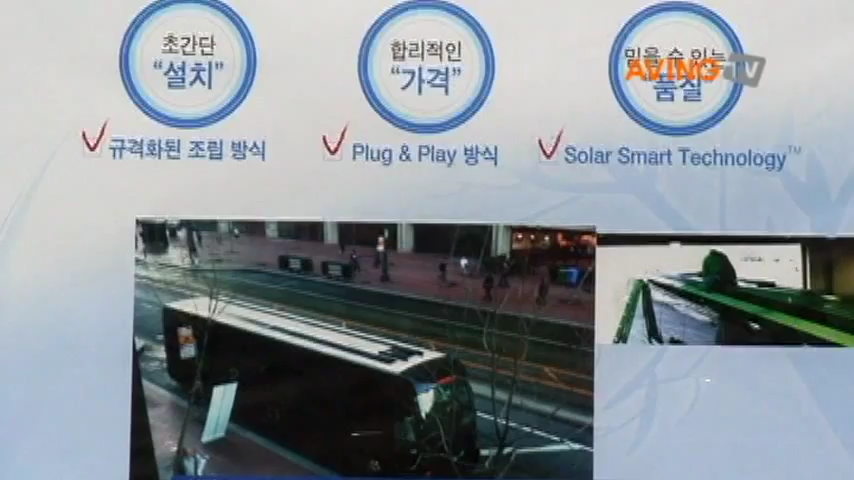 초간단
“설치”
합리적인
“가격”
믿을 수 있는
“품질”
AVING TV
규격화된 조립 방식
Plug & Play 방식
Solar Smart Technology™